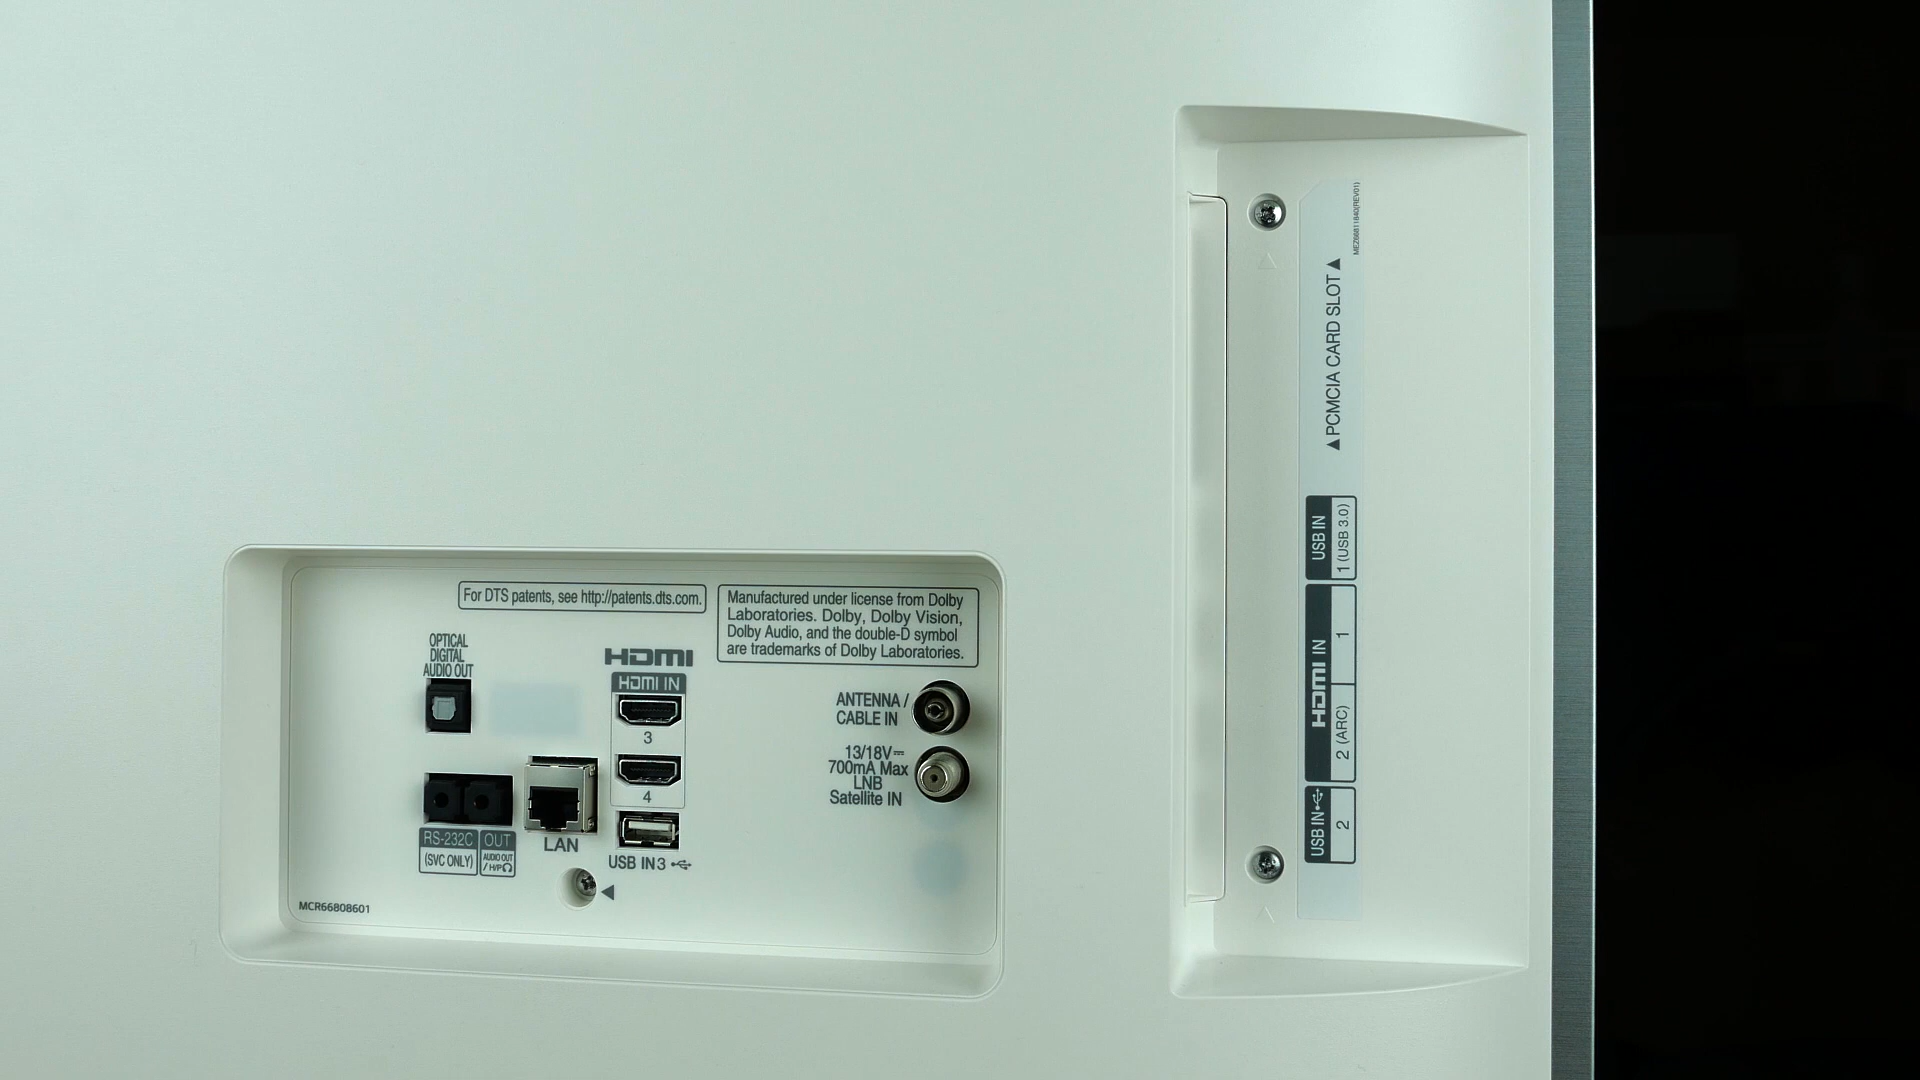 For DTS patents, see http://patents.dts.com.
Manufactured under license from Dolby
Laboratories. Dolby, Dolby Vision,
Dolby Audio, and the double-D symbol
are trademarks of Dolby Laboratories.
OPTICAL
DIGITAL
AUDIO OUT
HDMI
HDMI IN
3
4
USB IN 3
LAN
RS-232C
(SVC ONLY)
OUT
AUDIO OUT
/ H/P
ANTENNA /
CABLE IN
13/18V
700mA Max
LNB
Satellite IN
MCR66808601
MEZ66811840(REV01)
▲PCMCIA CARD SLOT▲
USB IN
1 (USB 3.0)
HDMI IN
1
2 (ARC)
USB IN
2